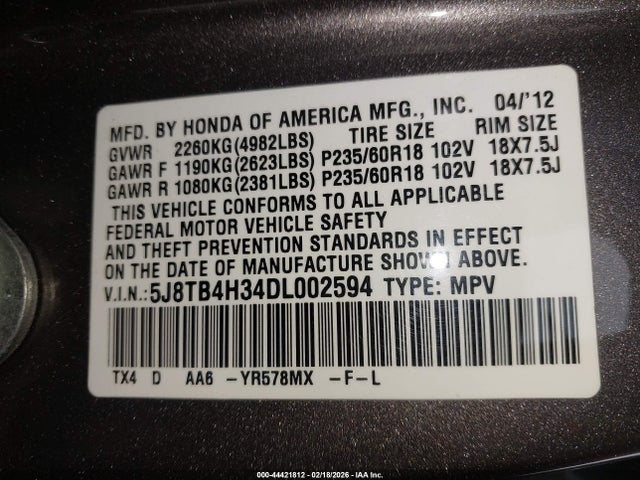 MFD. BY HONDA OF AMERICA MFG., INC. 04/'12
GVWR 2260KG(4982LBS) TIRE SIZE RIM SIZE
GAWR F 1190KG(2623LBS) P235/60R18 102V 18X7.5J
GAWR R 1080KG(2381LBS) P235/60R18 102V 18X7.5J
THIS VEHICLE CONFORMS TO ALL APPLICABLE
FEDERAL MOTOR VEHICLE SAFETY
AND THEFT PREVENTION STANDARDS IN EFFECT
ON THE DATE OF MANUFACTURE SHOWN ABOVE.
V.I.N.:5J8TB4H34DL002594 TYPE: MPV
TX4 D AA6 -YR578MX -F-L
000-44421812 - 02/18/2026 - IAA Inc.